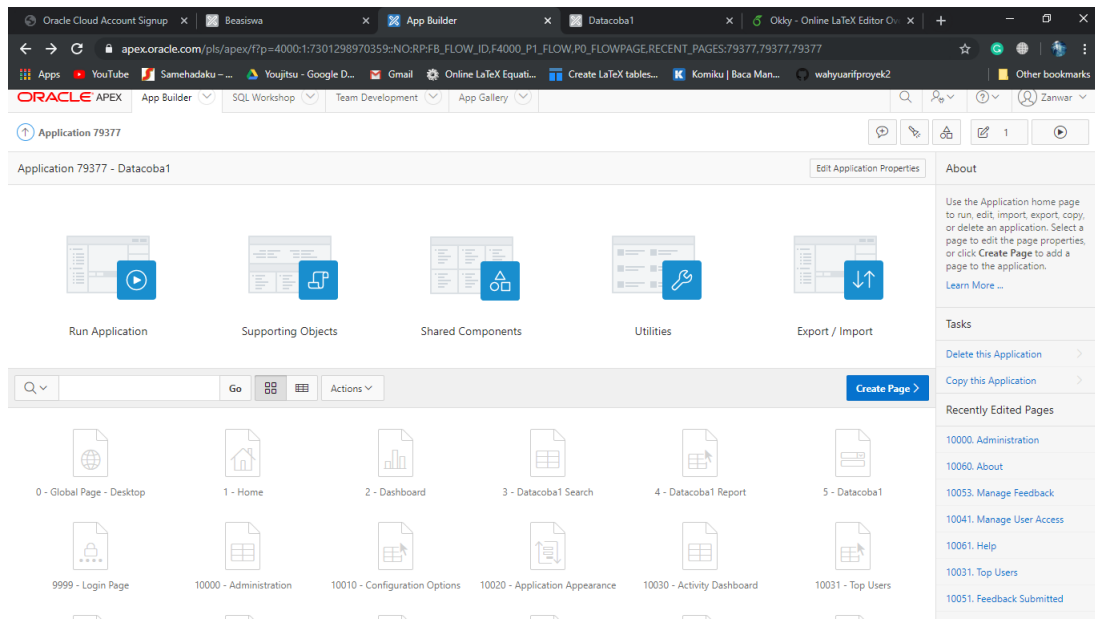 Oracle Cloud Account Signup
Beasiswa
App Builder
Datacoba1
Okky - Online LaTeX Editor Ov
apex.oracle.com/pls/apex/f?p=4000:1:7301298970359::NO:RP:FB_FLOW_ID,F4000_P1_FLOW,P0_FLOWPAGE,RECENT_PAGES:79377,79377,79377
Apps
YouTube
Samehadaku – ...
Youjitsu - Google D...
Gmail
Online LaTeX Equati...
Create LaTeX tables...
Komiku | Baca Man...
wahyuarifproyek2
Other bookmarks
ORACLE APEX
App Builder
SQL Workshop
Team Development
App Gallery
Zanwar
Application 79377
1
Application 79377 - Datacoba1
Edit Application Properties
Run Application
Supporting Objects
Shared Components
Utilities
Export / Import
Go
Actions
Create Page
0 - Global Page - Desktop
1 - Home
2 - Dashboard
3 - Datacoba1 Search
4 - Datacoba1 Report
5 - Datacoba1
9999 - Login Page
10000 - Administration
10010 - Configuration Options
10020 - Application Appearance
10030 - Activity Dashboard
10031 - Top Users
About
Use the Application home page
to run, edit, import, export, copy,
or delete an application. Select a
page to edit the page properties,
or click Create Page to add a
page to the application.
Learn More ...
Tasks
Delete this Application
Copy this Application
Recently Edited Pages
10000. Administration
10060. About
10053. Manage Feedback
10041. Manage User Access
10061. Help
10031. Top Users
10051. Feedback Submitted